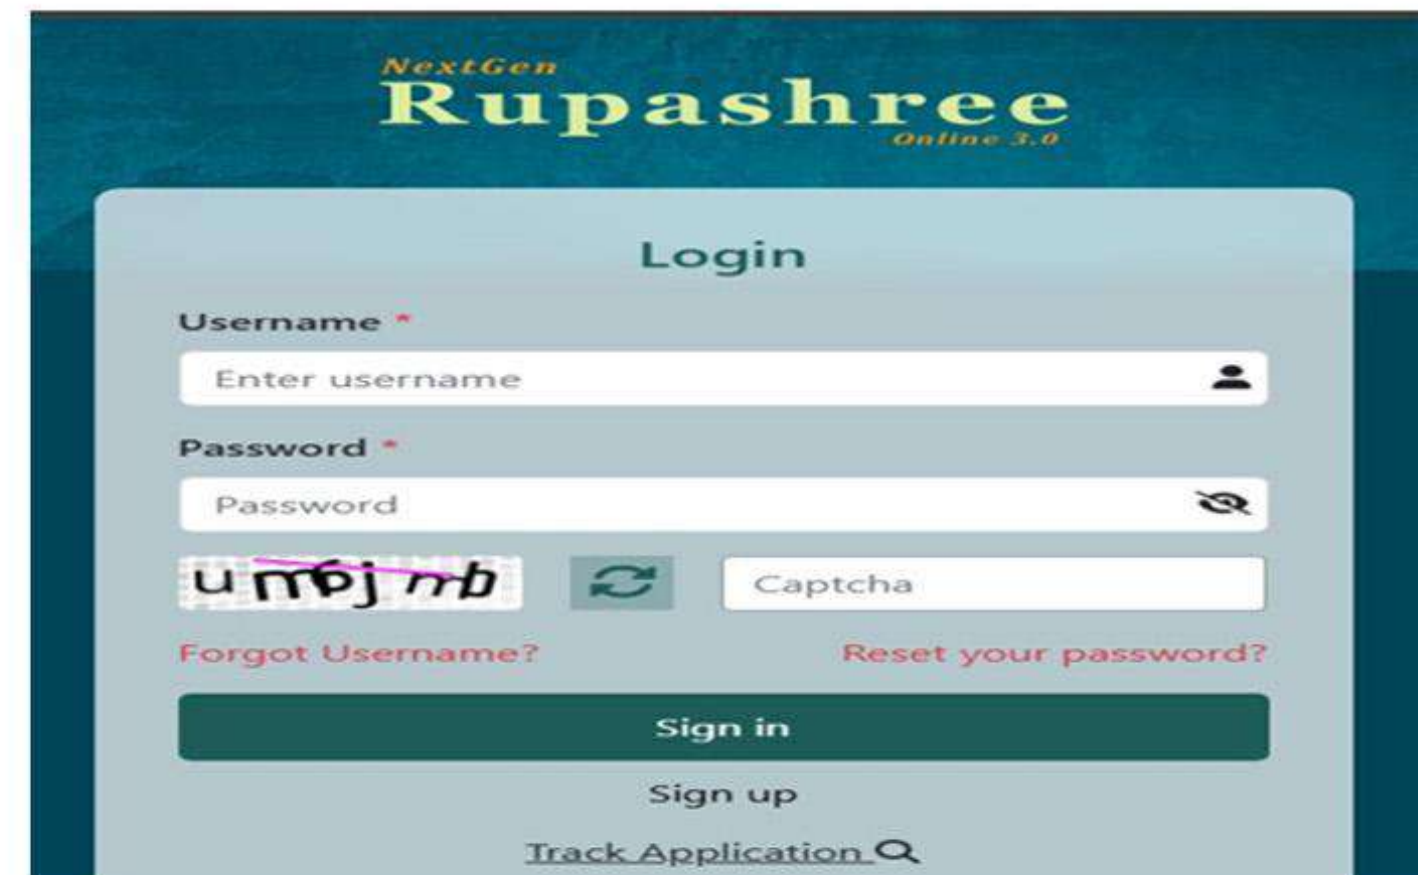 NextGen
Rupashree
Online 3.0
Login
Username *
Enter username
Password *
Password
Captcha
Forgot Username? Reset your password?
Sign in
Sign up
Track Application